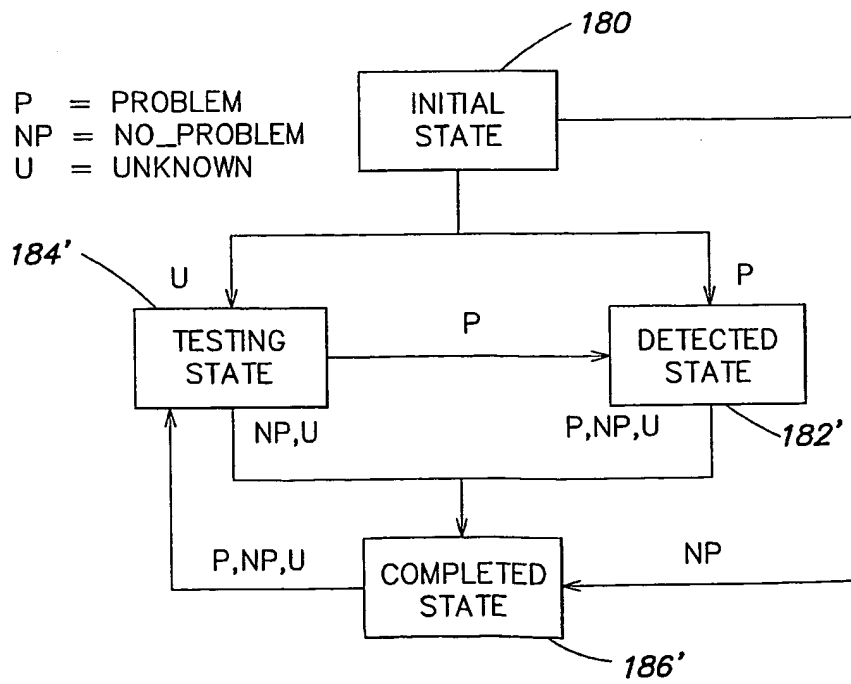 180
P = PROBLEM
NP = NO_PROBLEM
U = UNKNOWN
INITIAL
STATE
184'
U
P
P
TESTING
STATE
DETECTED
STATE
NP,U
P,NP,U
182'
P,NP,U
NP
COMPLETED
STATE
186'